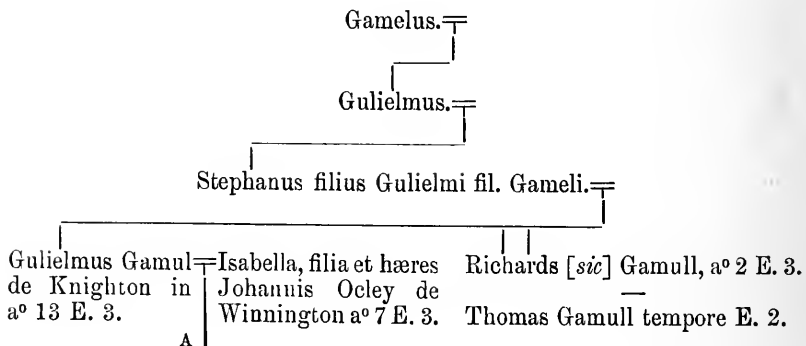 Gamelus.
Gulielmus.
Stephanus filius Gulielmi fil. Gameli.
Gulielmus Gamul
de Knighton in
aº 13 E. 3.
Isabella, filia et hæres
Johannis Ocley de
Winnington aº 7 E. 3.
Richards [sic] Gamull, aº 2 E. 3.
Thomas Gamull tempore E. 2.
A